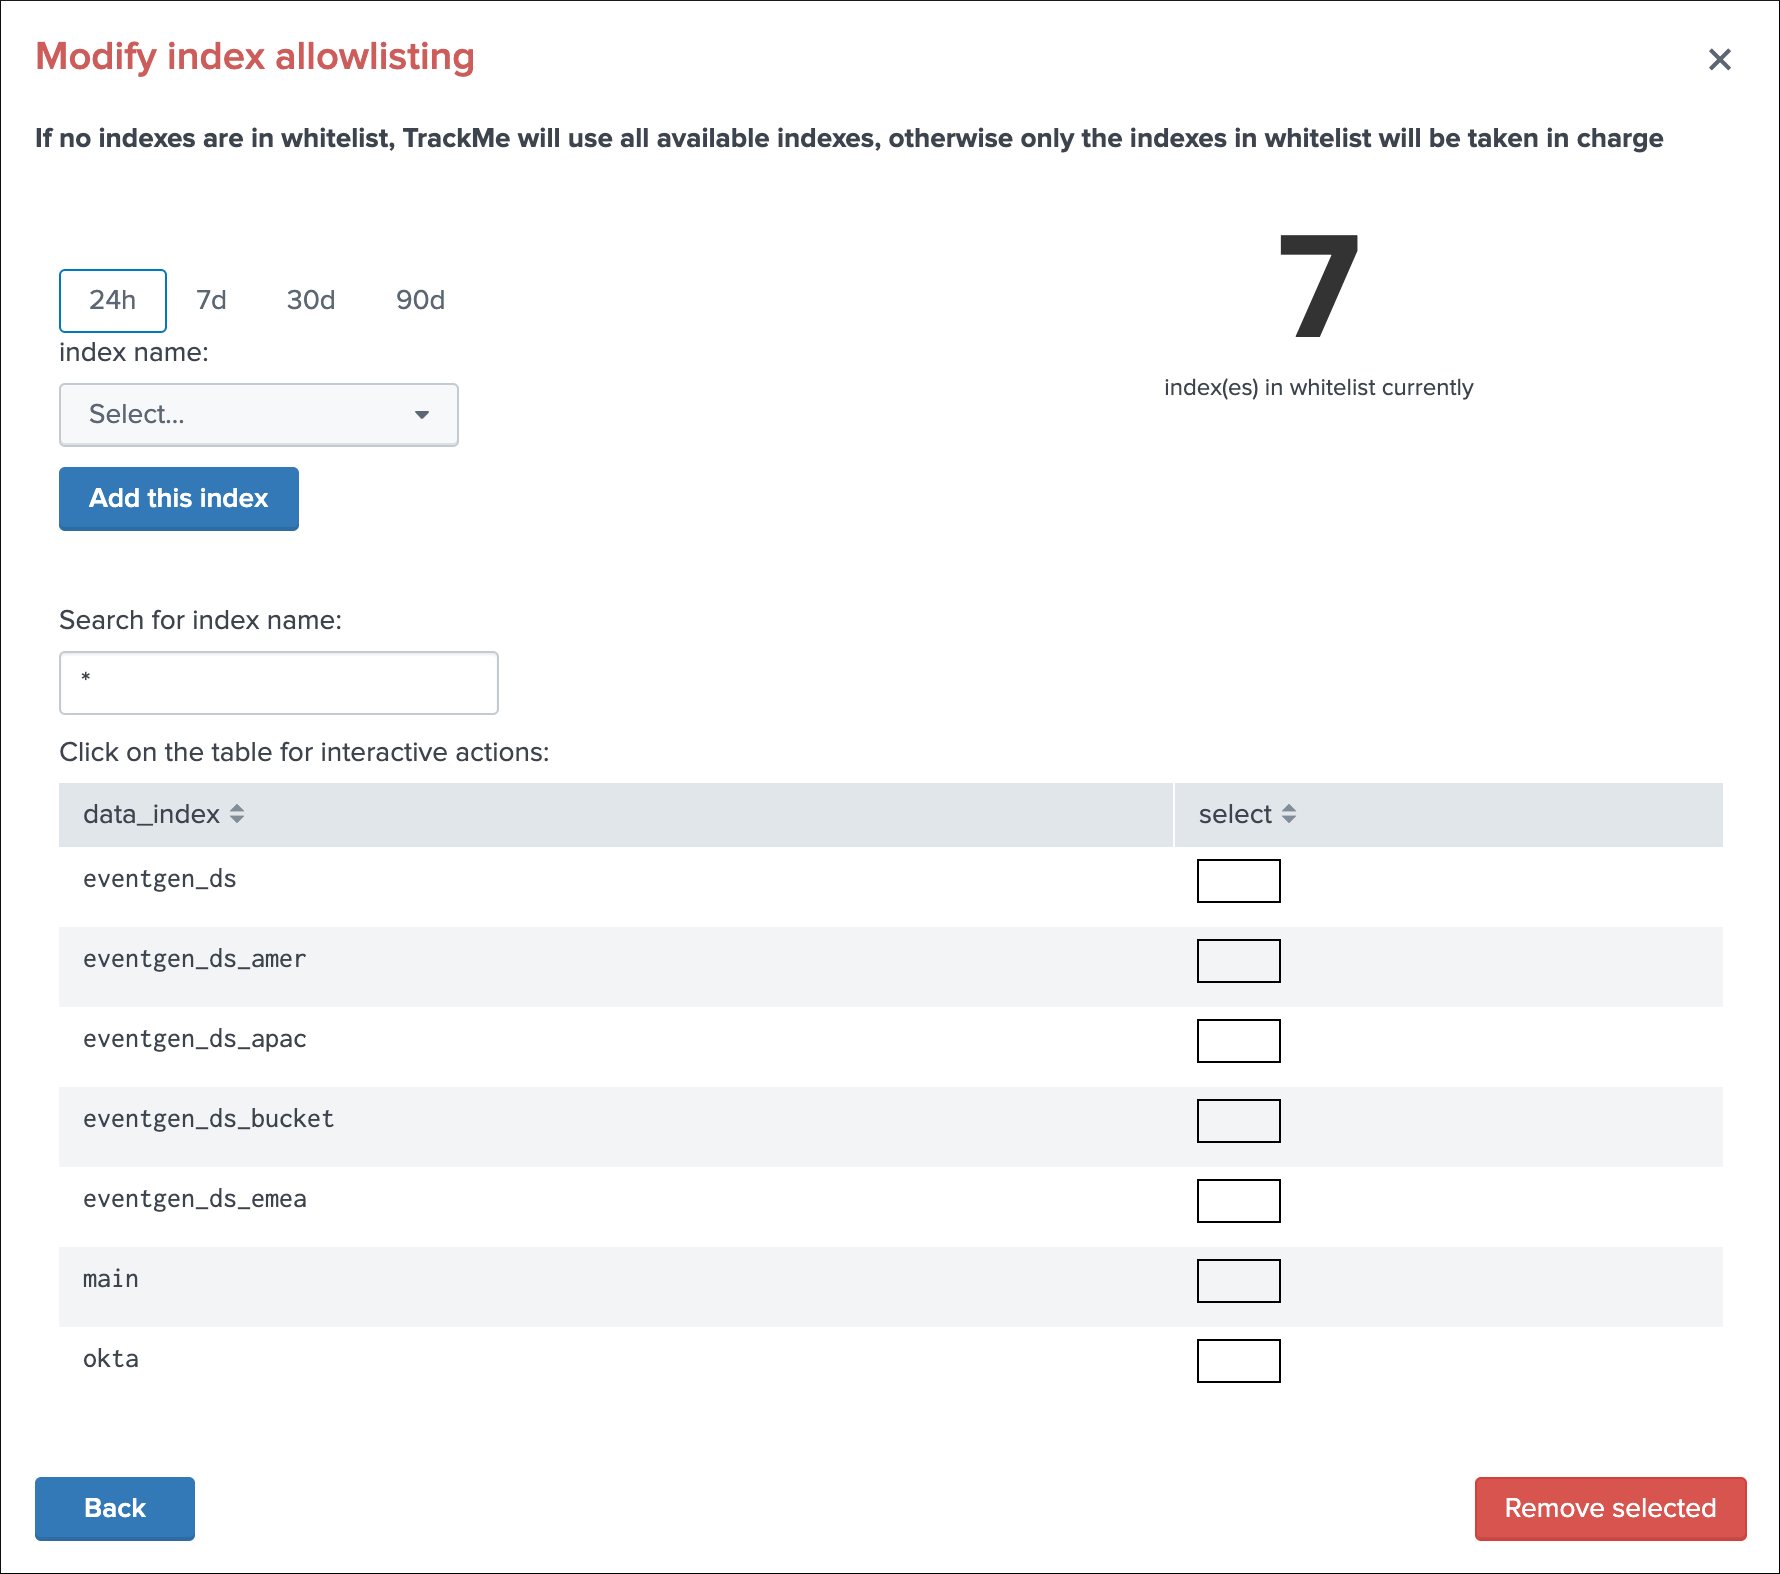 Modify index allowlisting
If no indexes are in whitelist, TrackMe will use all available indexes, otherwise only the indexes in whitelist will be taken in charge
24h 7d 30d 90d
index name:
Select...
Add this index
7
index(es) in whitelist currently
Search for index name:
*
Click on the table for interactive actions:
data_index select
eventgen_ds
eventgen_ds_amer
eventgen_ds_apac
eventgen_ds_bucket
eventgen_ds_emea
main
okta
Back Remove selected